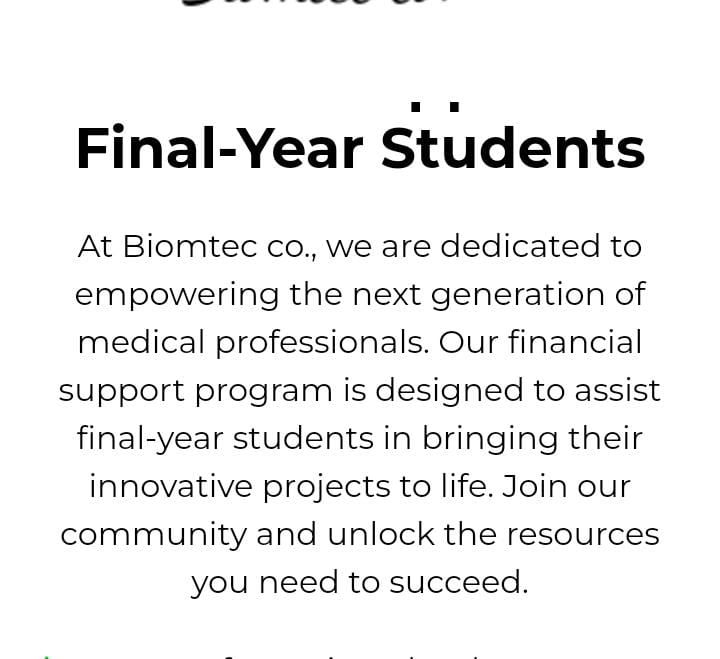 Final-Year Students
At Biomtec co., we are dedicated to
empowering the next generation of
medical professionals. Our financial
support program is designed to assist
final-year students in bringing their
innovative projects to life. Join our
community and unlock the resources
you need to succeed.